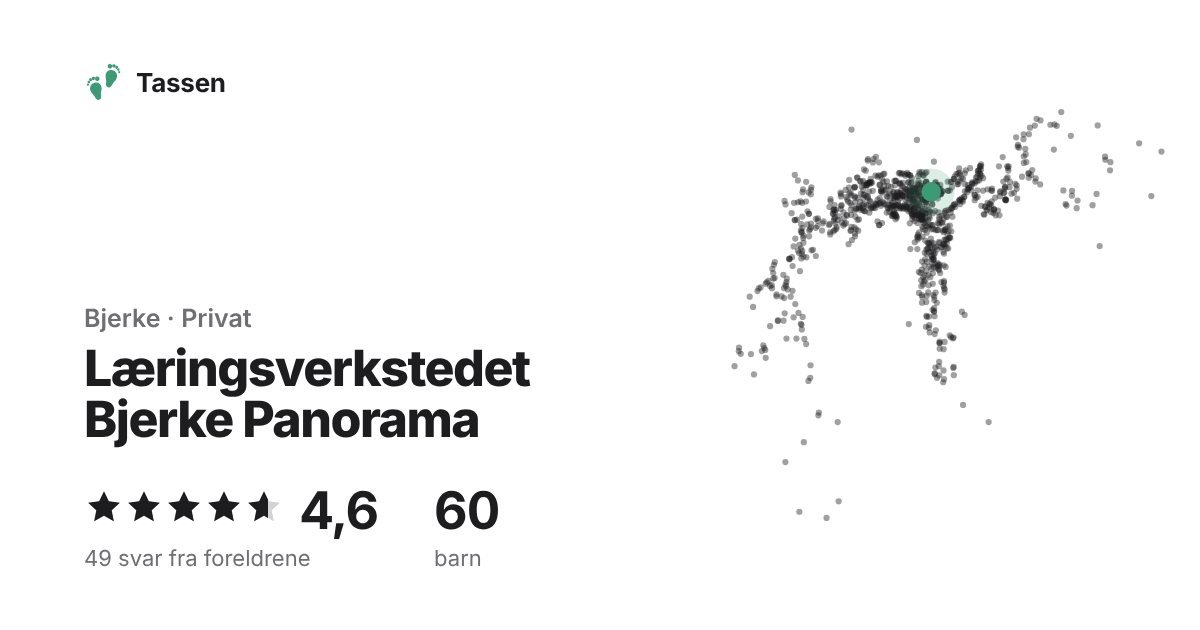 Tassen
Bjerke · Privat
Læringsverkstedet
Bjerke Panorama
4,6
60
49 svar fra foreldrene
barn